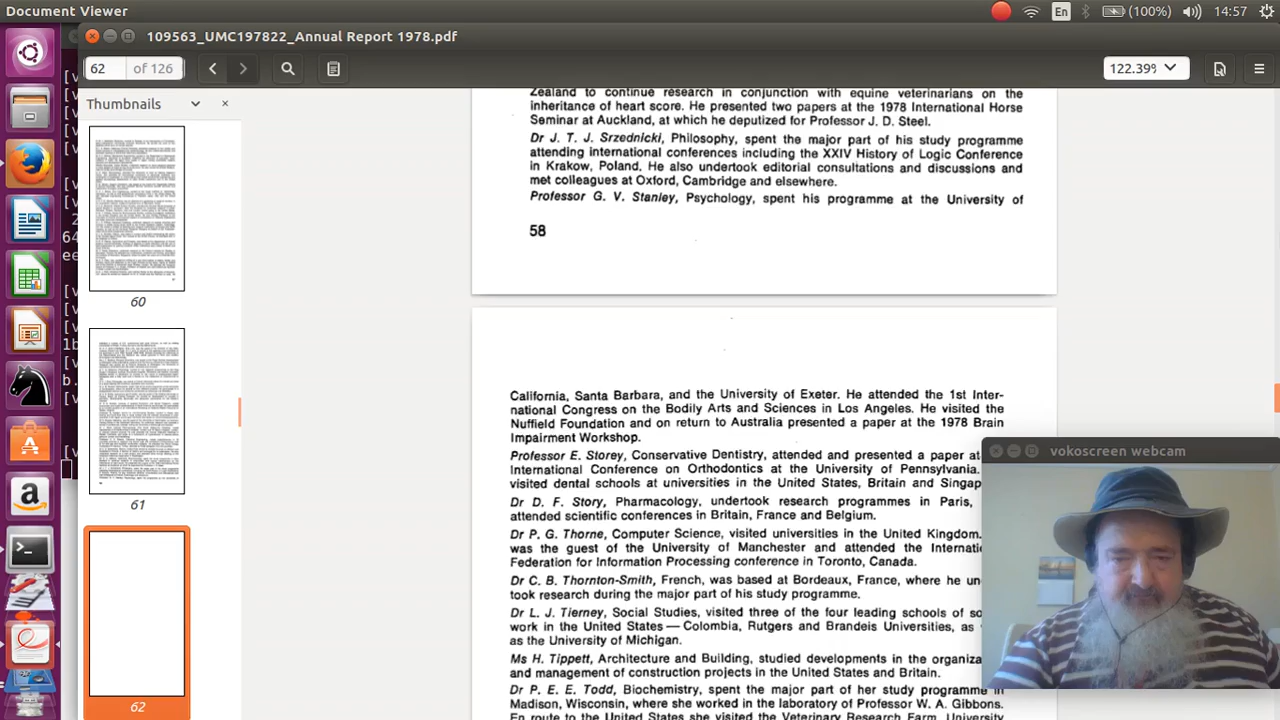 Document Viewer
En
(100%)
14:57
109563_UMC197822_Annual Report 1978.pdf
62 of 126
122.39%
Thumbnails
60
61
62
Zealand to continue research in conjunction with equine veterinarians on the
inheritance of heart score. He presented two papers at the 1978 International Horse
Seminar at Auckland, at which he deputized for Professor J. D. Steel.
Dr J. T. J. Srzednicki, Philosophy, spent the major part of his study programme
attending international conferences including the XXIV History of Logic Conference
in Krakow, Poland. He also undertook editorial consultations and discussions and
met colleagues at Oxford, Cambridge and elsewhere.
Professor G. V. Stanley, Psychology, spent his programme at the University of
58
California, Santa Barbara, and the University of Exeter. He attended the 1st Inter-
national Congress on the Bodily Arts and Sciences in Los Angeles. He visited the
Nuffield Foundation and on return to Australia presented a paper at the 1978 Brain
Impairment Workshop.
Professor E. Storey, Conservative Dentistry, attended and presented a paper at
International Conference on Orthodontics at the University of Pennsylvania.
visited dental schools at universities in the United States, Britain and Singap
Dr D. F. Story, Pharmacology, undertook research programmes in Paris,
attended scientific conferences in Britain, France and Belgium.
Dr P. G. Thorne, Computer Science, visited universities in the United Kingdom.
was the guest of the University of Manchester and attended the Internati
Federation for Information Processing conference in Toronto, Canada.
Dr C. B. Thornton-Smith, French, was based at Bordeaux, France, where he un
took research during the major part of his study programme.
Dr L. J. Tierney, Social Studies, visited three of the four leading schools of so
work in the United States — Colombia, Rutgers and Brandeis Universities, as
as the University of Michigan.
Ms H. Tippett, Architecture and Building, studied developments in the organiza
and management of construction projects in the United States and Britain.
Dr P. E. E. Todd, Biochemistry, spent the major part of her study programme in
Madison, Wisconsin, where she worked in the laboratory of Professor W. A. Gibbons.
En route to the United States she visited the Veterinary Research Farm, University
vokoscreen webcam